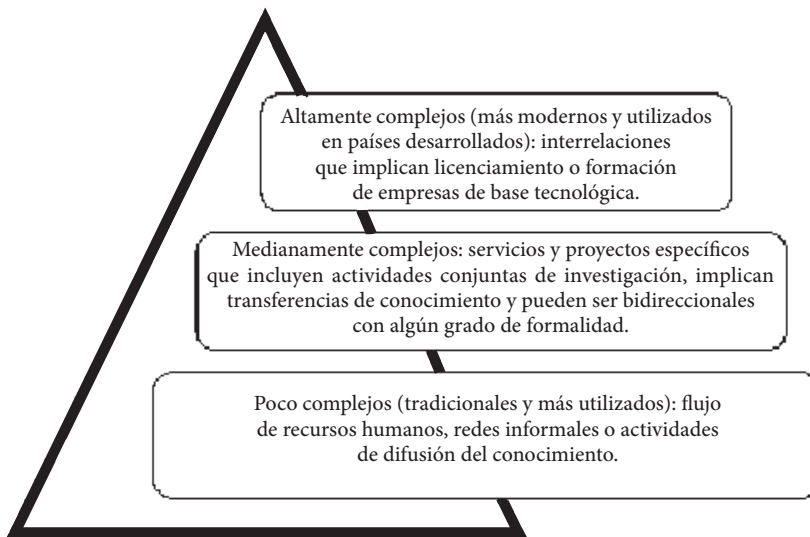 Altamente complejos (más modernos y utilizados
en países desarrollados): interrelaciones
que implican licenciamiento o formación
de empresas de base tecnológica.
Medianamente complejos: servicios y proyectos específicos
que incluyen actividades conjuntas de investigación, implican
transferencias de conocimiento y pueden ser bidireccionales
con algún grado de formalidad.
Poco complejos (tradicionales y más utilizados): flujo
de recursos humanos, redes informales o actividades
de difusión del conocimiento.